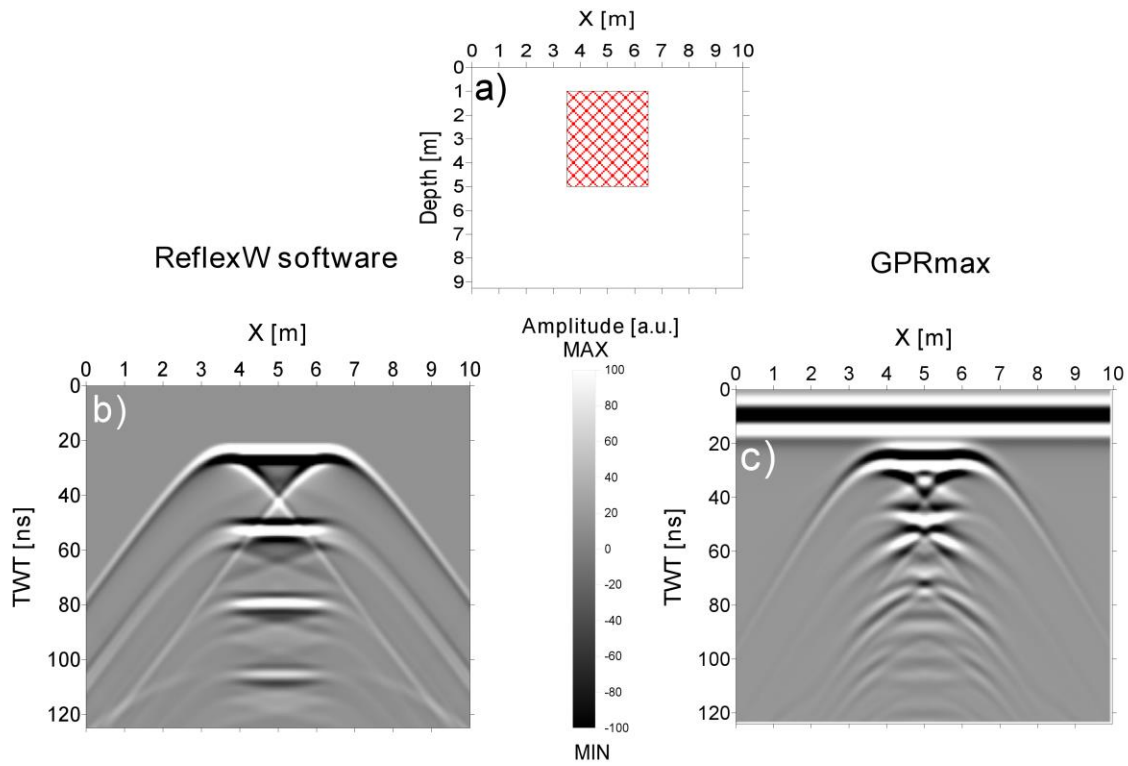 X [m]
0 1 2 3 4 5 6 7 8 9 10
a)
Depth [m]
0
1
2
3
4
5
6
7
8
9
ReflexW software
GPRmax
X [m]
0 1 2 3 4 5 6 7 8 9 10
b)
TWT [ns]
0
20
40
60
80
100
120
Amplitude [a.u.]
MAX
100
80
60
40
20
0
-20
-40
-60
-80
-100
MIN
X [m]
0 1 2 3 4 5 6 7 8 9 10
c)
TWT [ns]
0
20
40
60
80
100
120